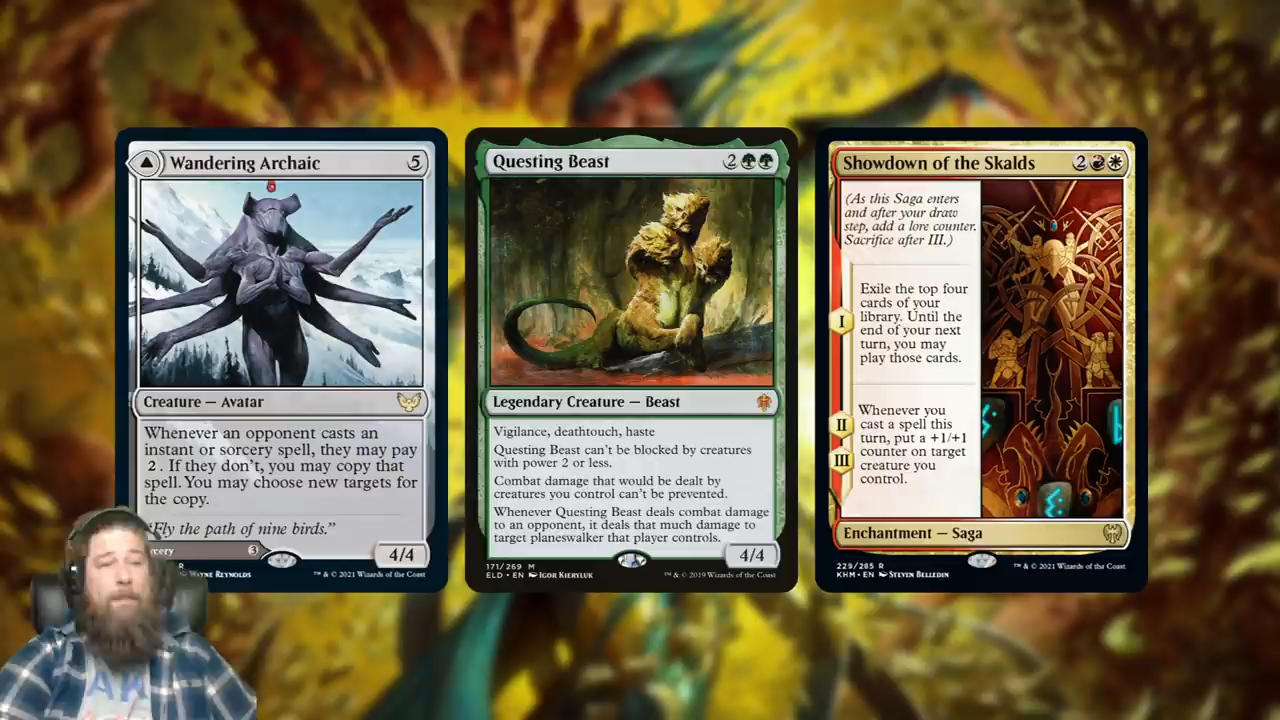 Wandering Archaic 5
Creature — Avatar
Whenever an opponent casts an
instant or sorcery spell, they may pay
2. If they don't, you may copy that
spell. You may choose new targets for
the copy.
"Fly the path of nine birds."
3
4/4
™ & © 2021 Wizards of the Coast
Questing Beast 2
Legendary Creature — Beast
Vigilance, deathtouch, haste
Questing Beast can't be blocked by creatures
with power 2 or less.
Combat damage that would be dealt by
creatures you control can't be prevented.
Whenever Questing Beast deals combat damage
to an opponent, it deals that much damage to
target planeswalker that player controls.
4/4
171/269 M
ELD • EN Igor Kieryluk
™ & © 2019 Wizards of the Coast
Showdown of the Skalds 2
(As this Saga enters
and after your draw
step, add a lore counter.
Sacrifice after III.)
I
Exile the top four
cards of your
library. Until the
end of your next
turn, you may
play those cards.
II
III
Whenever you
cast a spell this
turn, put a +1/+1
counter on target
creature you
control.
Enchantment — Saga
229/285 R
KHM • EN Steven Belledin
™ & © 2021 Wizards of the Coast